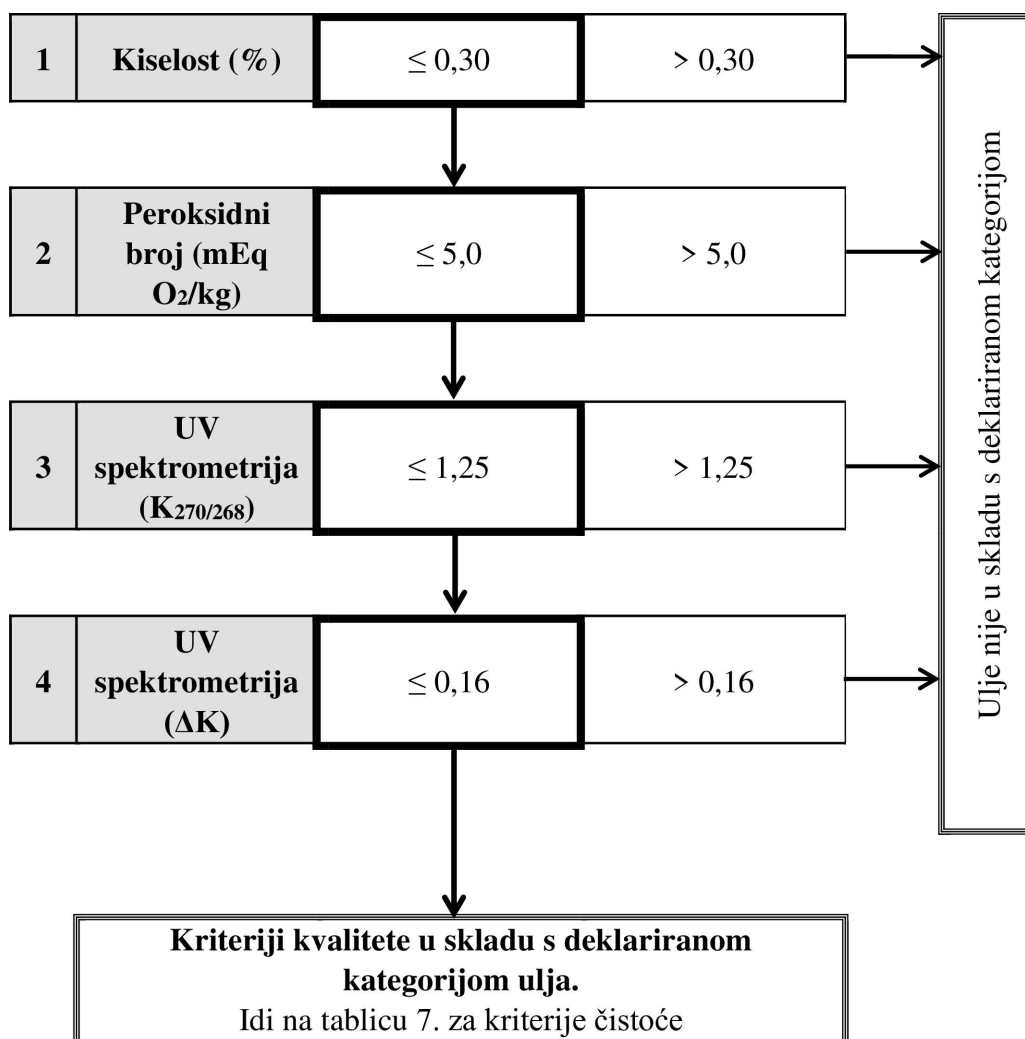 1 Kiselost (%) ≤ 0,30 > 0,30
2 Peroksidni
broj (mEq
O₂/kg) ≤ 5,0 > 5,0
3 UV
spektrometrija
(K₂₇₀/₂₆₈) ≤ 1,25 > 1,25
4 UV
spektrometrija
(ΔK) ≤ 0,16 > 0,16
Ulje nije u skladu s deklariranom kategorijom
Kriteriji kvalitete u skladu s deklariranom
kategorijom ulja.
Idi na tablicu 7. za kriterije čistoće